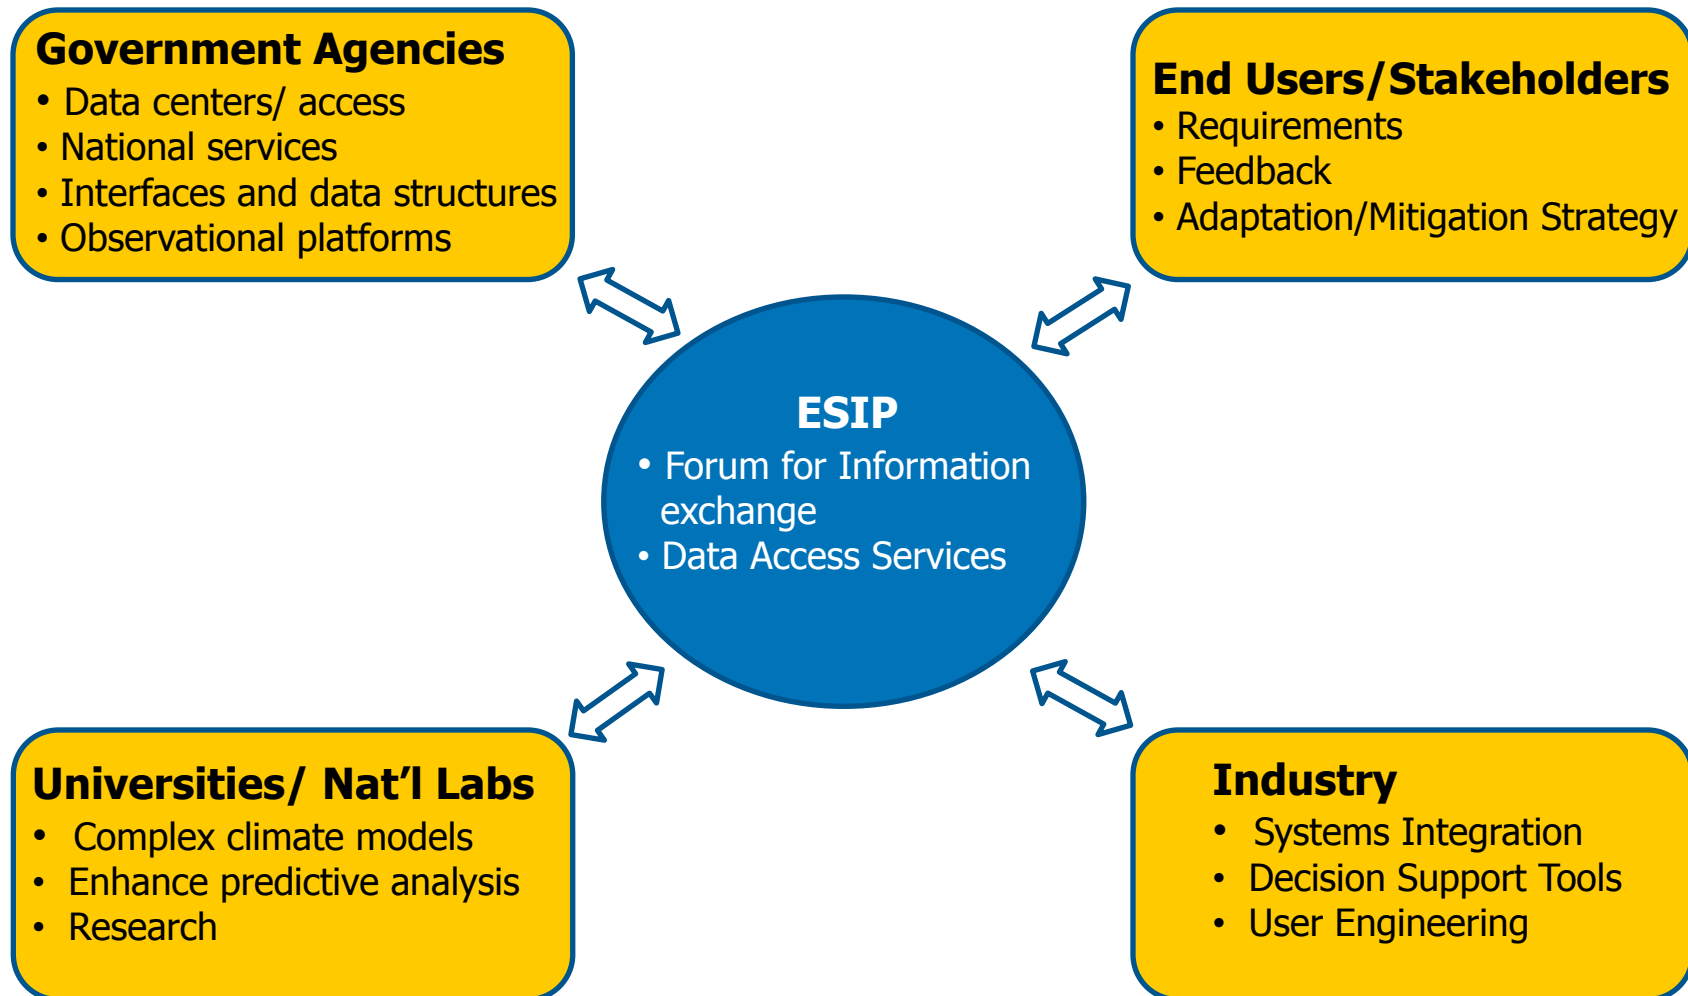 Government Agencies
• Data centers/ access
• National services
• Interfaces and data structures
• Observational platforms
End Users/Stakeholders
• Requirements
• Feedback
• Adaptation/Mitigation Strategy
ESIP
• Forum for Information
exchange
• Data Access Services
Universities/ Nat’l Labs
• Complex climate models
• Enhance predictive analysis
• Research
Industry
• Systems Integration
• Decision Support Tools
• User Engineering